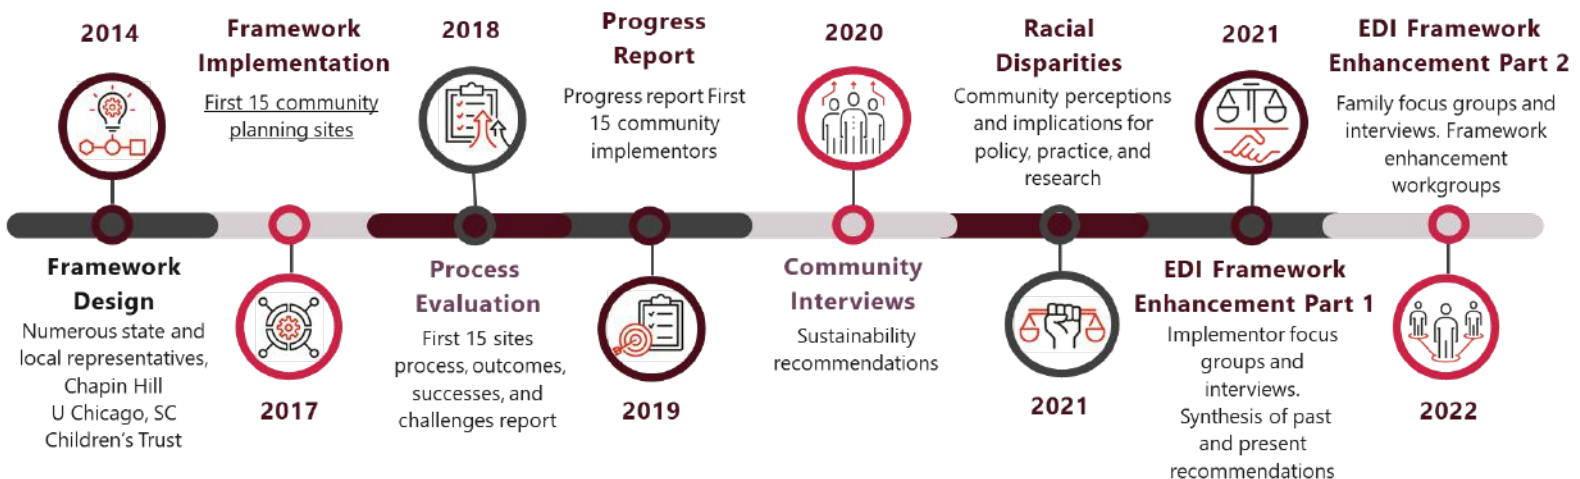 2014
Framework
Design
Numerous state and
local representatives,
Chapin Hill
U Chicago, SC
Children's Trust
Framework
Implementation
First 15 community
planning sites
2017
2018
Process
Evaluation
First 15 sites
process, outcomes,
successes, and
challenges report
Progress
Report
Progress report First
15 community
implementors
2019
2020
Community
Interviews
Sustainability
recommendations
Racial
Disparities
Community perceptions
and implications for
policy, practice, and
research
2021
2021
EDI Framework
Enhancement Part 1
Implementor focus
groups and
interviews.
Synthesis of past
and present
recommendations
EDI Framework
Enhancement Part 2
Family focus groups and
interviews. Framework
enhancement
workgroups
2022